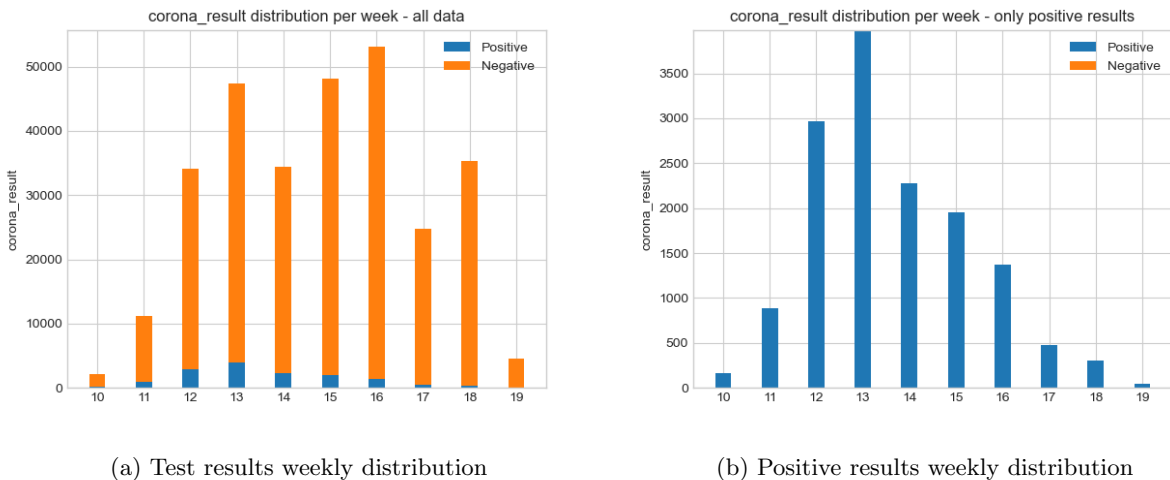 corona_result distribution per week - all data
Positive
Negative
50000
40000
30000
20000
10000
0
corona_result
10 11 12 13 14 15 16 17 18 19
(a) Test results weekly distribution
corona_result distribution per week - only positive results
Positive
Negative
3500
3000
2500
2000
1500
1000
500
0
corona_result
10 11 12 13 14 15 16 17 18 19
(b) Positive results weekly distribution